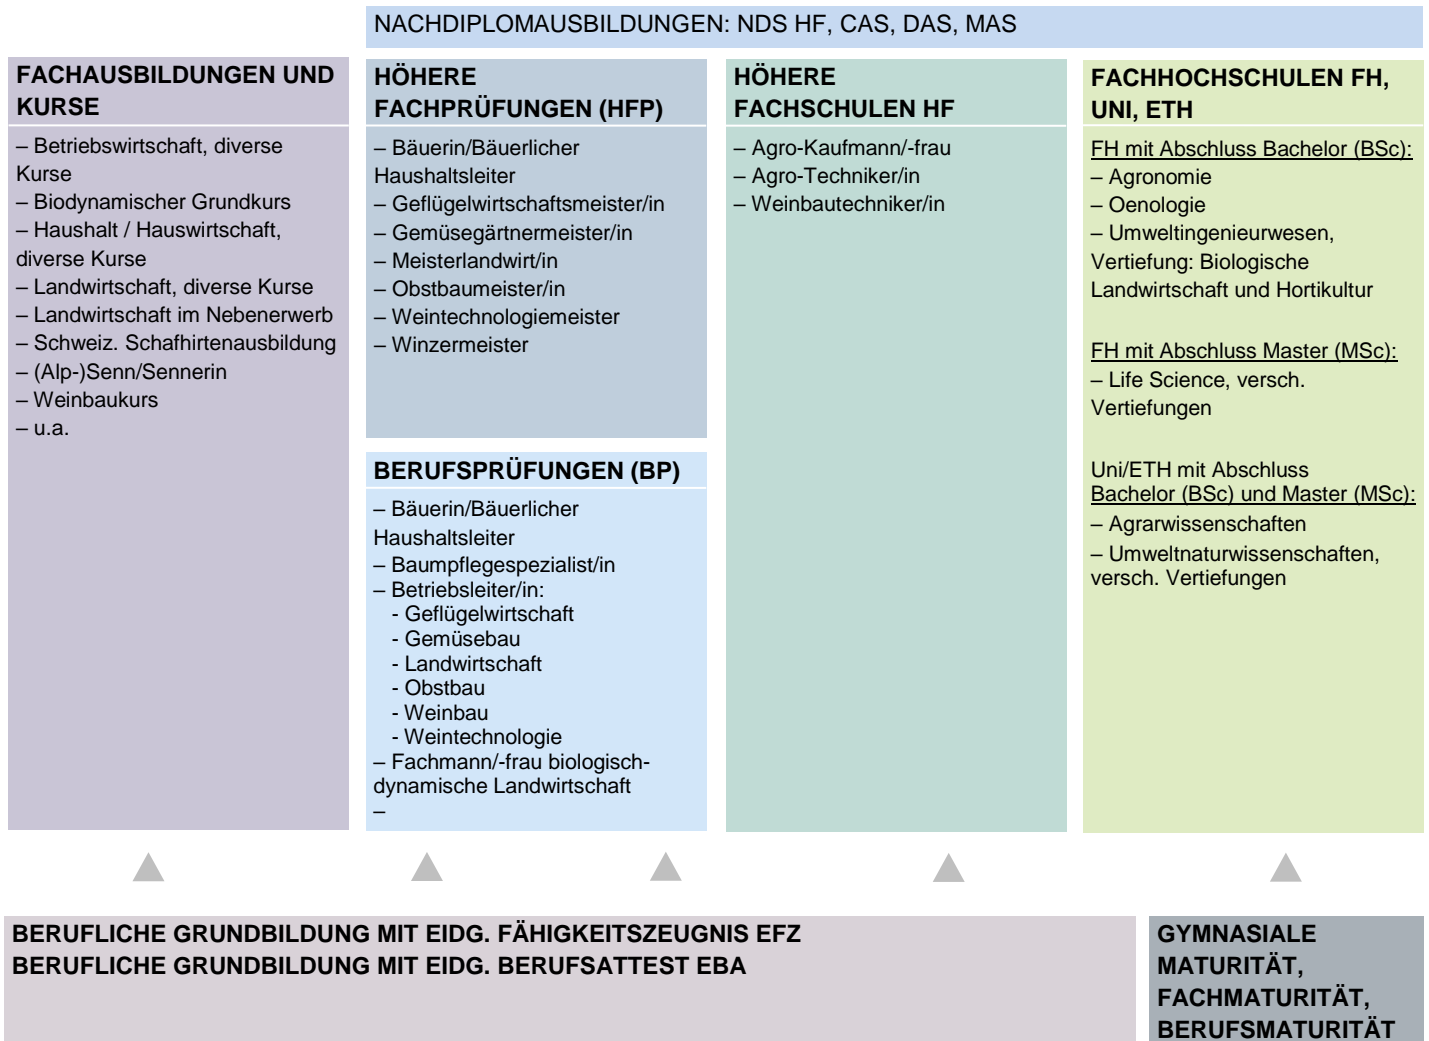 NACHDIPLOMAUSBILDUNGEN: NDS HF, CAS, DAS, MAS
FACHAUSBILDUNGEN UND
KURSE
– Betriebswirtschaft, diverse
Kurse
– Biodynamischer Grundkurs
– Haushalt / Hauswirtschaft,
diverse Kurse
– Landwirtschaft, diverse Kurse
– Landwirtschaft im Nebenerwerb
– Schweiz. Schafhirtenausbildung
– (Alp-)Senn/Sennerin
– Weinbaukurs
– u.a.
HÖHERE
FACHPRÜFUNGEN (HFP)
– Bäuerin/Bäuerlicher
Haushaltsleiter
– Geflügelwirtschaftsmeister/in
– Gemüsegärtnermeister/in
– Meisterlandwirt/in
– Obstbaumeister/in
– Weintechnologiemeister
– Winzermeister
BERUFSPRÜFUNGEN (BP)
– Bäuerin/Bäuerlicher
Haushaltsleiter
– Baumpflegespezialist/in
– Betriebsleiter/in:
- Geflügelwirtschaft
- Gemüsebau
- Landwirtschaft
- Obstbau
- Weinbau
- Weintechnologie
– Fachmann/-frau biologisch-
dynamische Landwirtschaft
–
HÖHERE
FACHSCHULEN HF
– Agro-Kaufmann/-frau
– Agro-Techniker/in
– Weinbautechniker/in
FACHHOCHSCHULEN FH,
UNI, ETH
FH mit Abschluss Bachelor (BSc):
– Agronomie
– Oenologie
– Umweltingenieurwesen,
Vertiefung: Biologische
Landwirtschaft und Hortikultur
FH mit Abschluss Master (MSc):
– Life Science, versch.
Vertiefungen
Uni/ETH mit Abschluss
Bachelor (BSc) und Master (MSc):
– Agrarwissenschaften
– Umweltnaturwissenschaften,
versch. Vertiefungen
BERUFLICHE GRUNDBILDUNG MIT EIDG. FÄHIGKEITSZEUGNIS EFZ
BERUFLICHE GRUNDBILDUNG MIT EIDG. BERUFSATTEST EBA
GYMNASIALE
MATURITÄT,
FACHMATURITÄT,
BERUFSMATURITÄT